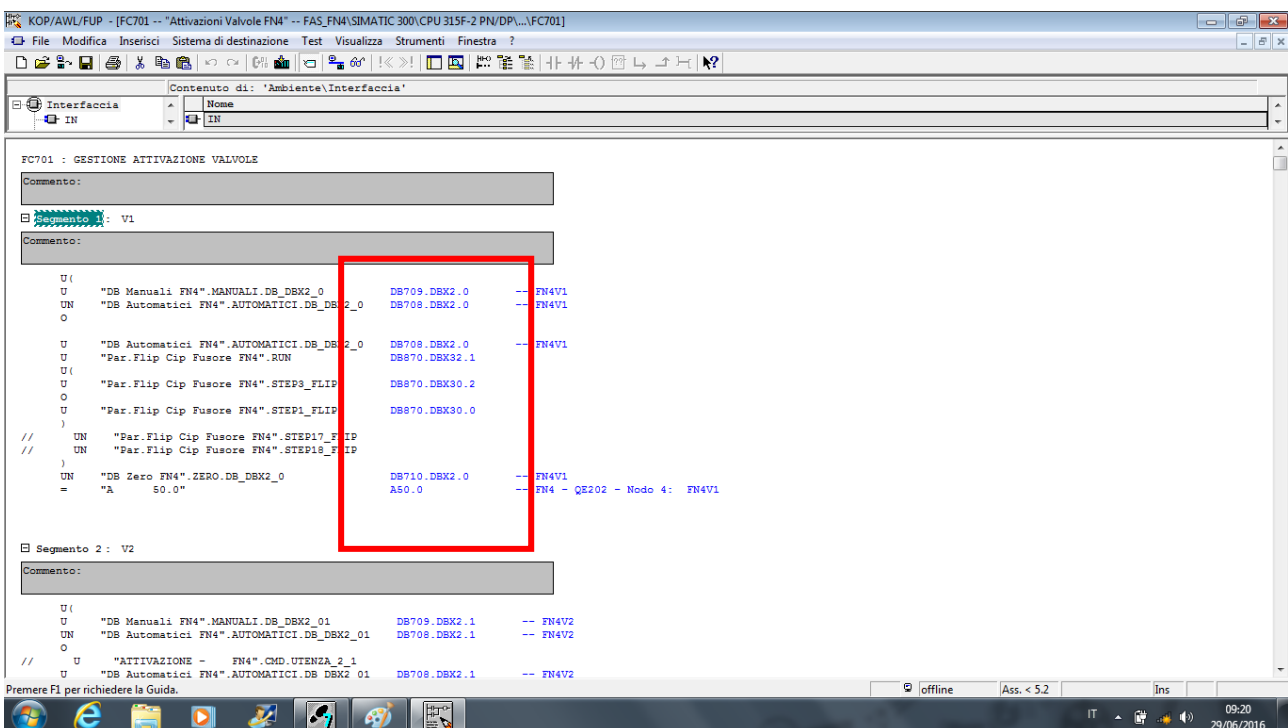 KOP/AWL/FUP - [FC701 -- "Attivazioni Valvole FN4" -- FAS_FN4\SIMATIC 300\CPU 315F-2 PN/DP\...\FC701]
File Modifica Inserisci Sistema di destinazione Test Visualizza Strumenti Finestra ?
Contenuto di: 'Ambiente\Interfaccia'
Interfaccia Nome
IN IN
FC701 : GESTIONE ATTIVAZIONE VALVOLE
Commento:
Segmento 1: V1
Commento:
U(
U "DB Manuali FN4".MANUALI.DB_DBX2_0 DB709.DBX2.0 -- FN4V1
UN "DB Automatici FN4".AUTOMATICI.DB_DBX2_0 DB708.DBX2.0 -- FN4V1
O
U "DB Automatici FN4".AUTOMATICI.DB_DBX2_0 DB708.DBX2.0 -- FN4V1
U "Par.Flip Cip Fusore FN4".RUN DB870.DBX32.1
U(
U "Par.Flip Cip Fusore FN4".STEP3_FLIP DB870.DBX30.2
O
U "Par.Flip Cip Fusore FN4".STEP1_FLIP DB870.DBX30.0
)
// UN "Par.Flip Cip Fusore FN4".STEP17_FLIP
// UN "Par.Flip Cip Fusore FN4".STEP18_FLIP
)
UN "DB Zero FN4".ZERO.DB_DBX2_0 DB710.DBX2.0 -- FN4V1
= "A 50.0" A50.0 -- FN4 - QE202 - Nodo 4: FN4V1
Segmento 2 : V2
Commento:
U(
U "DB Manuali FN4".MANUALI.DB_DBX2_01 DB709.DBX2.1 -- FN4V2
UN "DB Automatici FN4".AUTOMATICI.DB_DBX2_01 DB708.DBX2.1 -- FN4V2
O
// U "ATTIVAZIONE - FN4".CMD.UTENZA_2_1
U "DB Automatici FN4".AUTOMATICI.DB_DBX2_01 DB708.DBX2.1 -- FN4V2
Premere F1 per richiedere la Guida. offline Ass. < 5.2 Ins
IT 09:20
29/06/2016